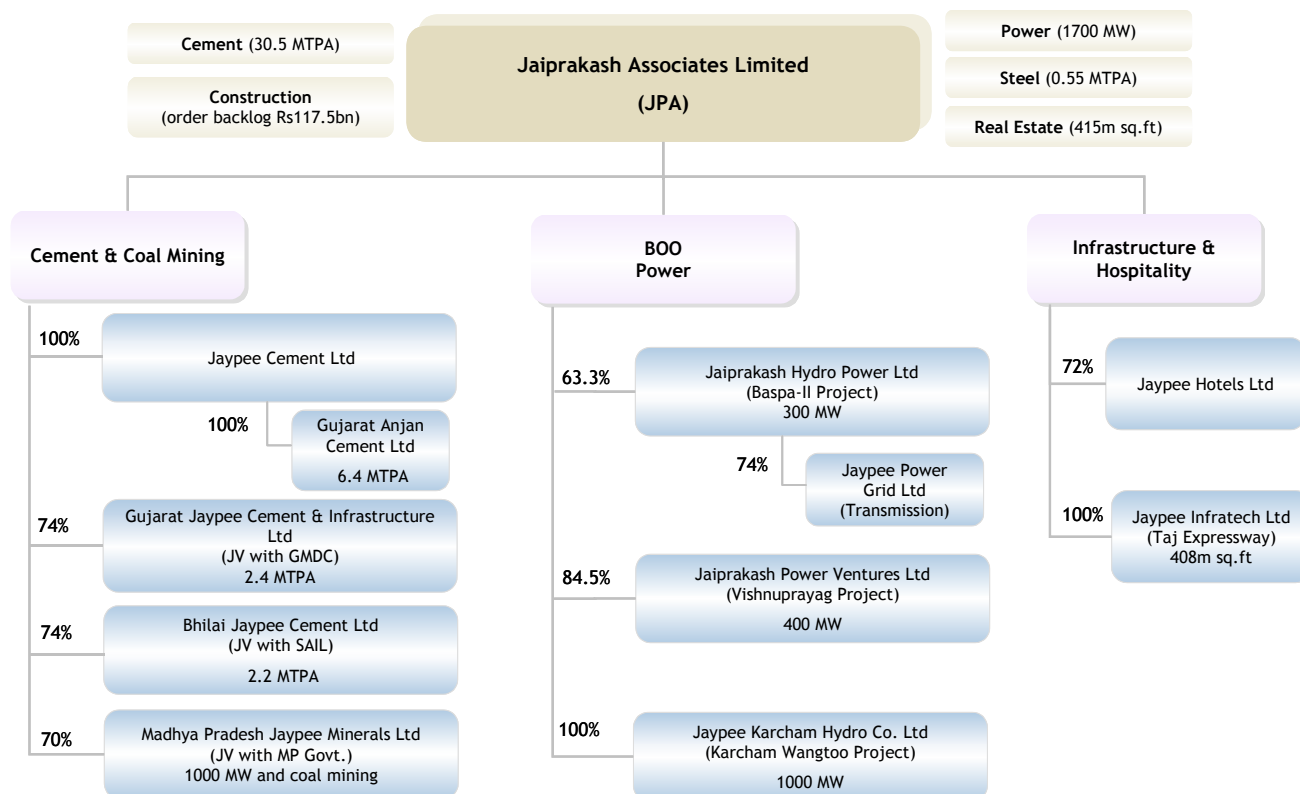 Cement (30.5 MTPA)
Construction
(order backlog Rs117.5bn)
Jaiprakash Associates Limited
(JPA)
Power (1700 MW)
Steel (0.55 MTPA)
Real Estate (415m sq.ft)
Cement & Coal Mining
100%
Jaypee Cement Ltd
100%
Gujarat Anjan
Cement Ltd
6.4 MTPA
74%
Gujarat Jaypee Cement & Infrastructure
Ltd
(JV with GMDC)
2.4 MTPA
74%
Bhilai Jaypee Cement Ltd
(JV with SAIL)
2.2 MTPA
70%
Madhya Pradesh Jaypee Minerals Ltd
(JV with MP Govt.)
1000 MW and coal mining
BOO
Power
63.3%
Jaiprakash Hydro Power Ltd
(Baspa-II Project)
300 MW
74%
Jaypee Power
Grid Ltd
(Transmission)
84.5%
Jaiprakash Power Ventures Ltd
(Vishnuprayag Project)
400 MW
100%
Jaypee Karcham Hydro Co. Ltd
(Karcham Wangtoo Project)
1000 MW
Infrastructure &
Hospitality
72%
Jaypee Hotels Ltd
100%
Jaypee Infratech Ltd
(Taj Expressway)
408m sq.ft